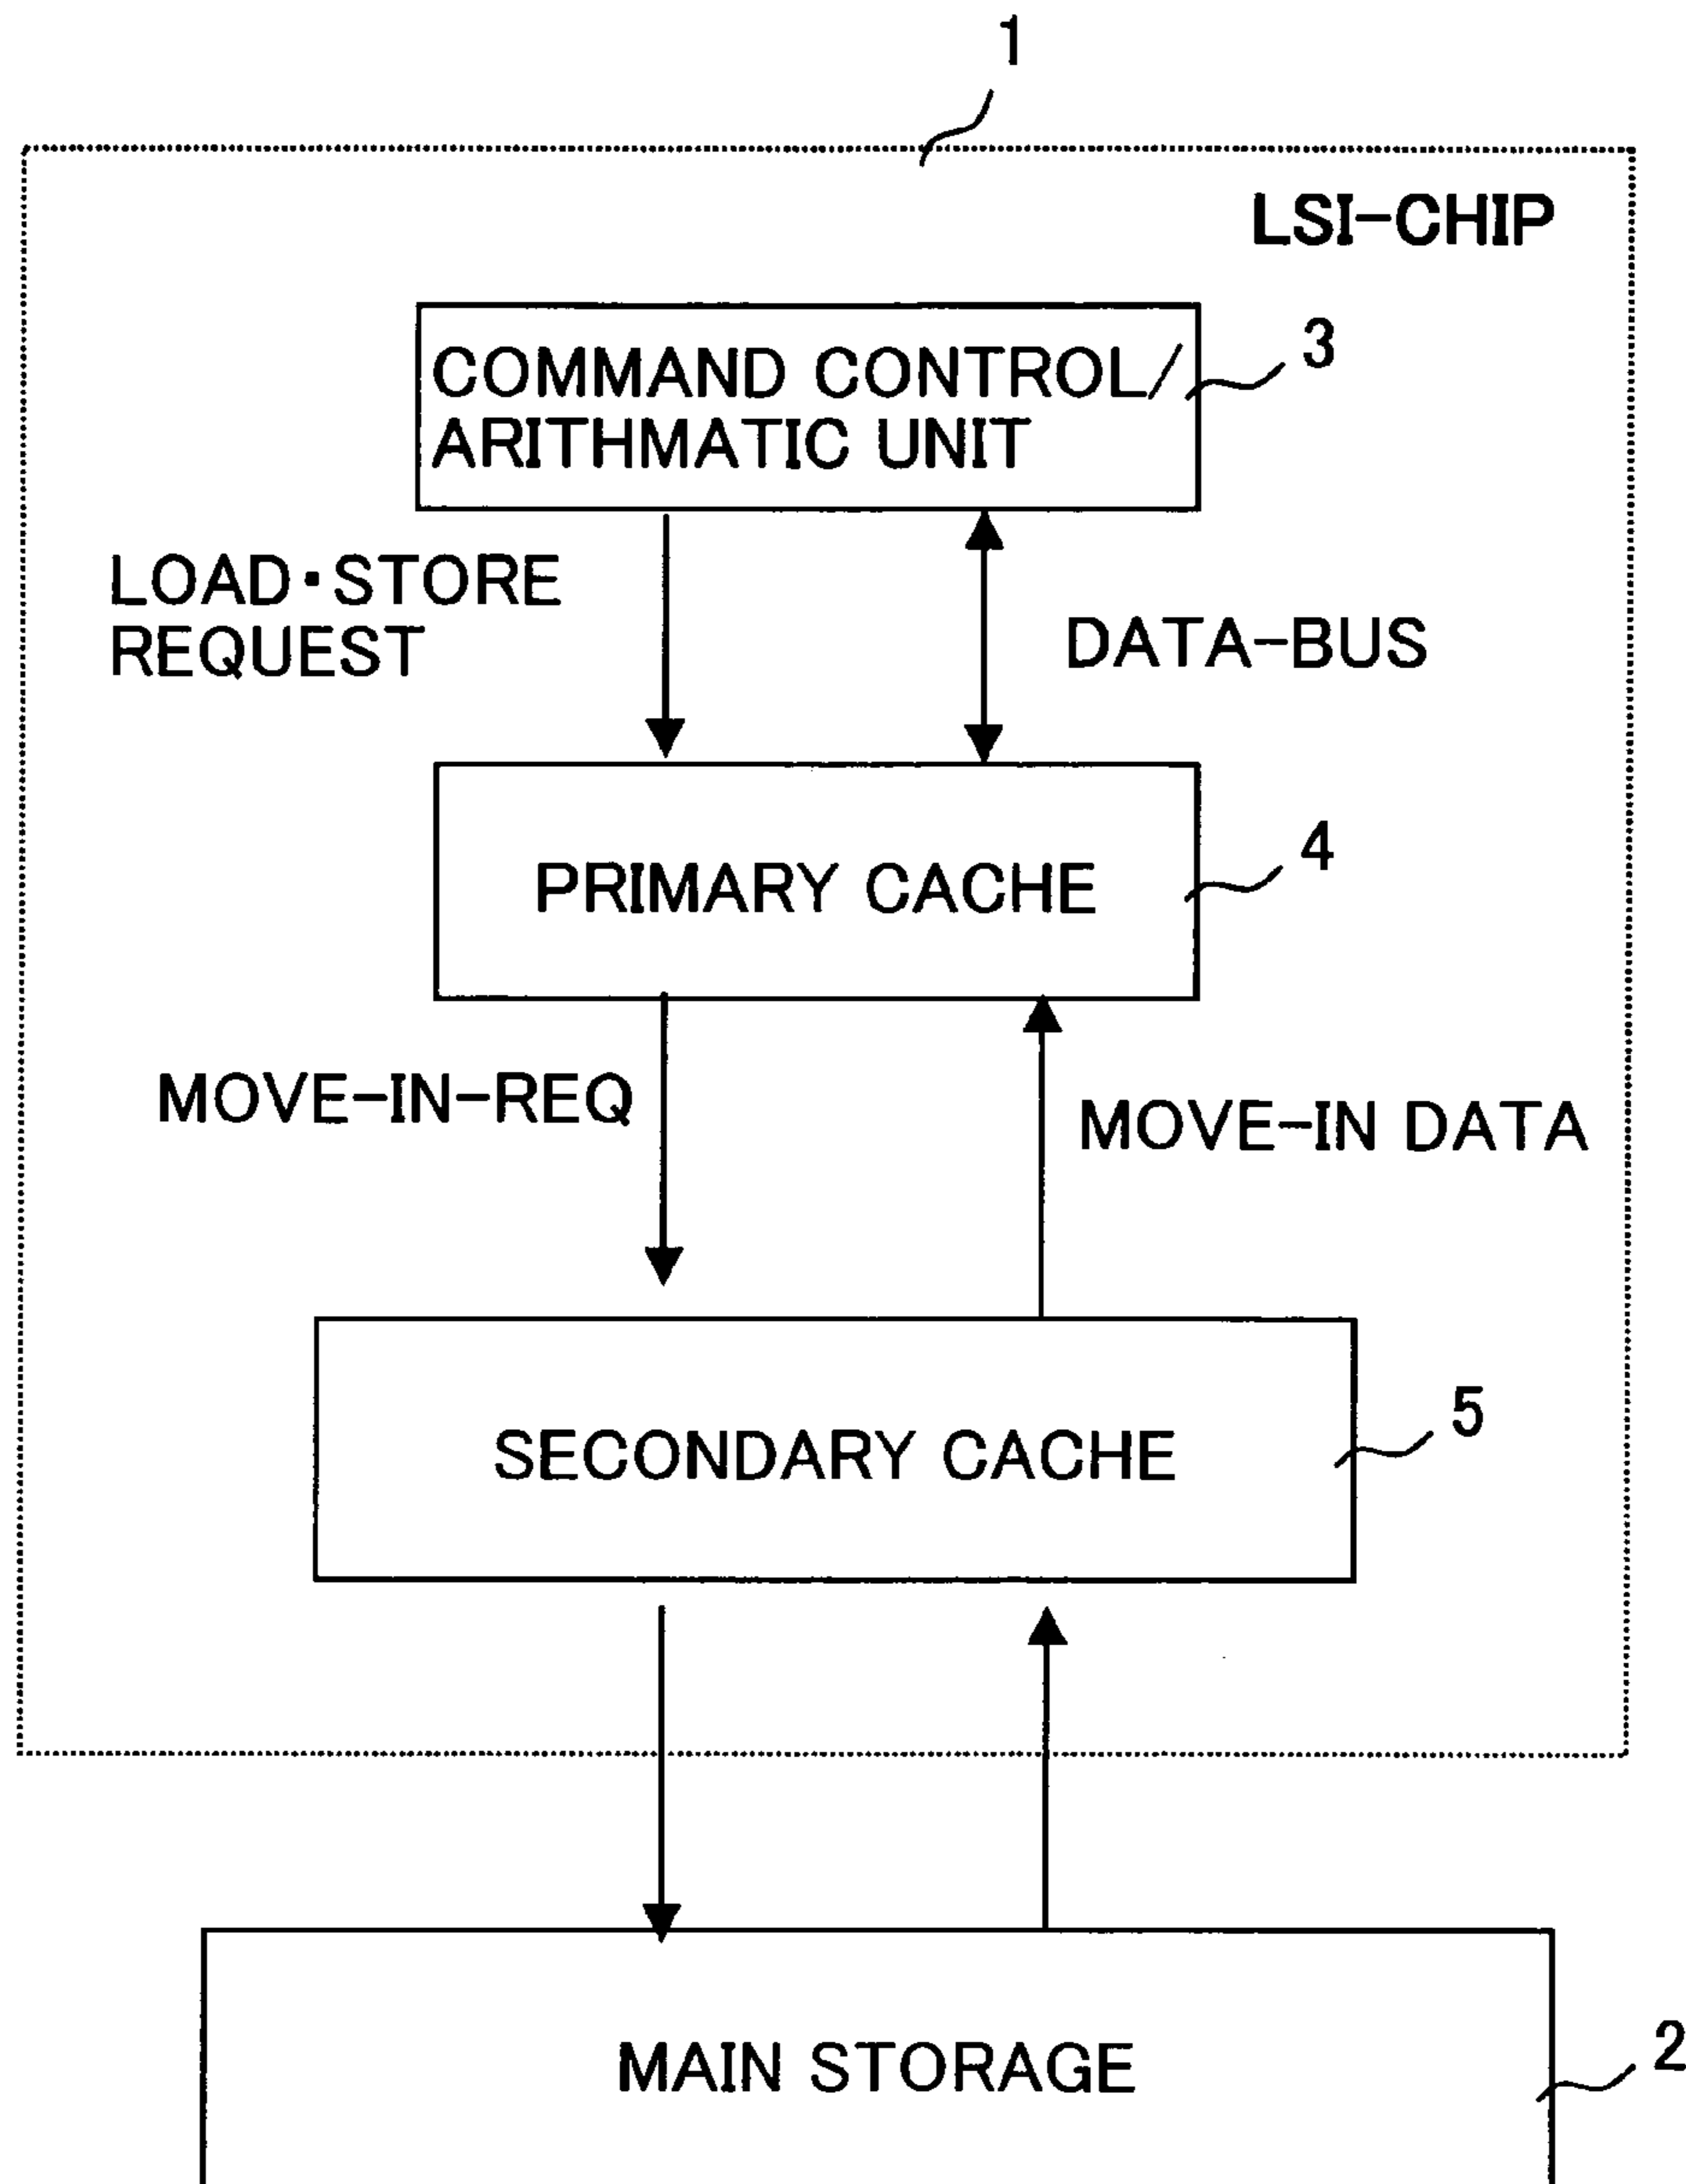 1
LSI-CHIP
COMMAND CONTROL/
ARITHMATIC UNIT
3
LOAD・STORE
REQUEST
DATA-BUS
PRIMARY CACHE
4
MOVE-IN-REQ
MOVE-IN DATA
SECONDARY CACHE
5
MAIN STORAGE
2